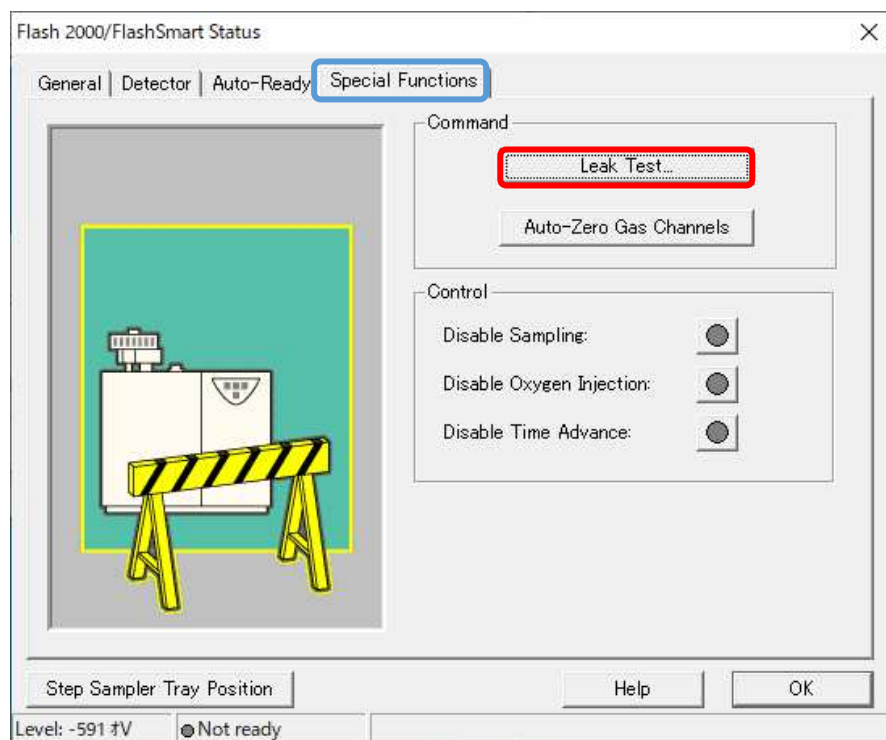 Flash 2000/FlashSmart Status
General
Detector
Auto-Ready
Special Functions
Command
Leak Test...
Auto-Zero Gas Channels
Control
Disable Sampling:
Disable Oxygen Injection:
Disable Time Advance:
Step Sampler Tray Position
Help
OK
Level: -591 ｵV
Not ready